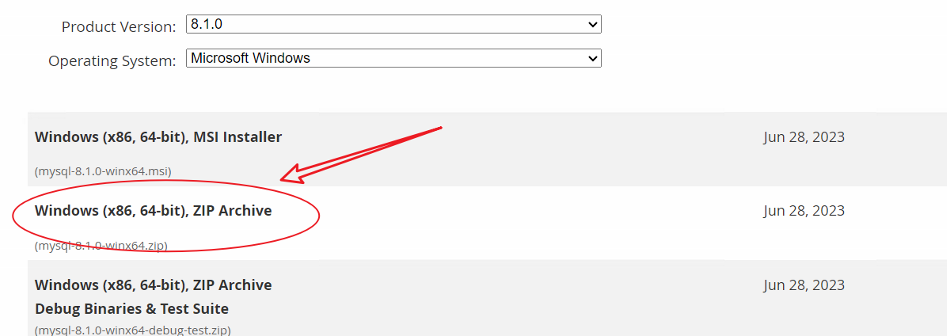 Product Version: 8.1.0
Operating System: Microsoft Windows
Windows (x86, 64-bit), MSI Installer Jun 28, 2023
(mysql-8.1.0-winx64.msi)
Windows (x86, 64-bit), ZIP Archive Jun 28, 2023
(mysql-8.1.0-winx64.zip)
Windows (x86, 64-bit), ZIP Archive Jun 28, 2023
Debug Binaries & Test Suite
(mysql-8.1.0-winx64-debug-test.zip)